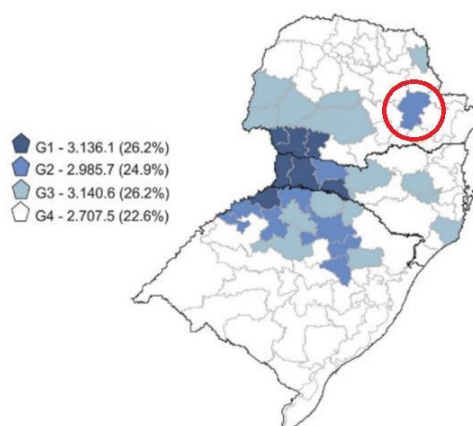 G1 - 3.136.1 (26.2%)
G2 - 2.985.7 (24.9%)
G3 - 3.140.6 (26.2%)
G4 - 2.707.5 (22.6%)